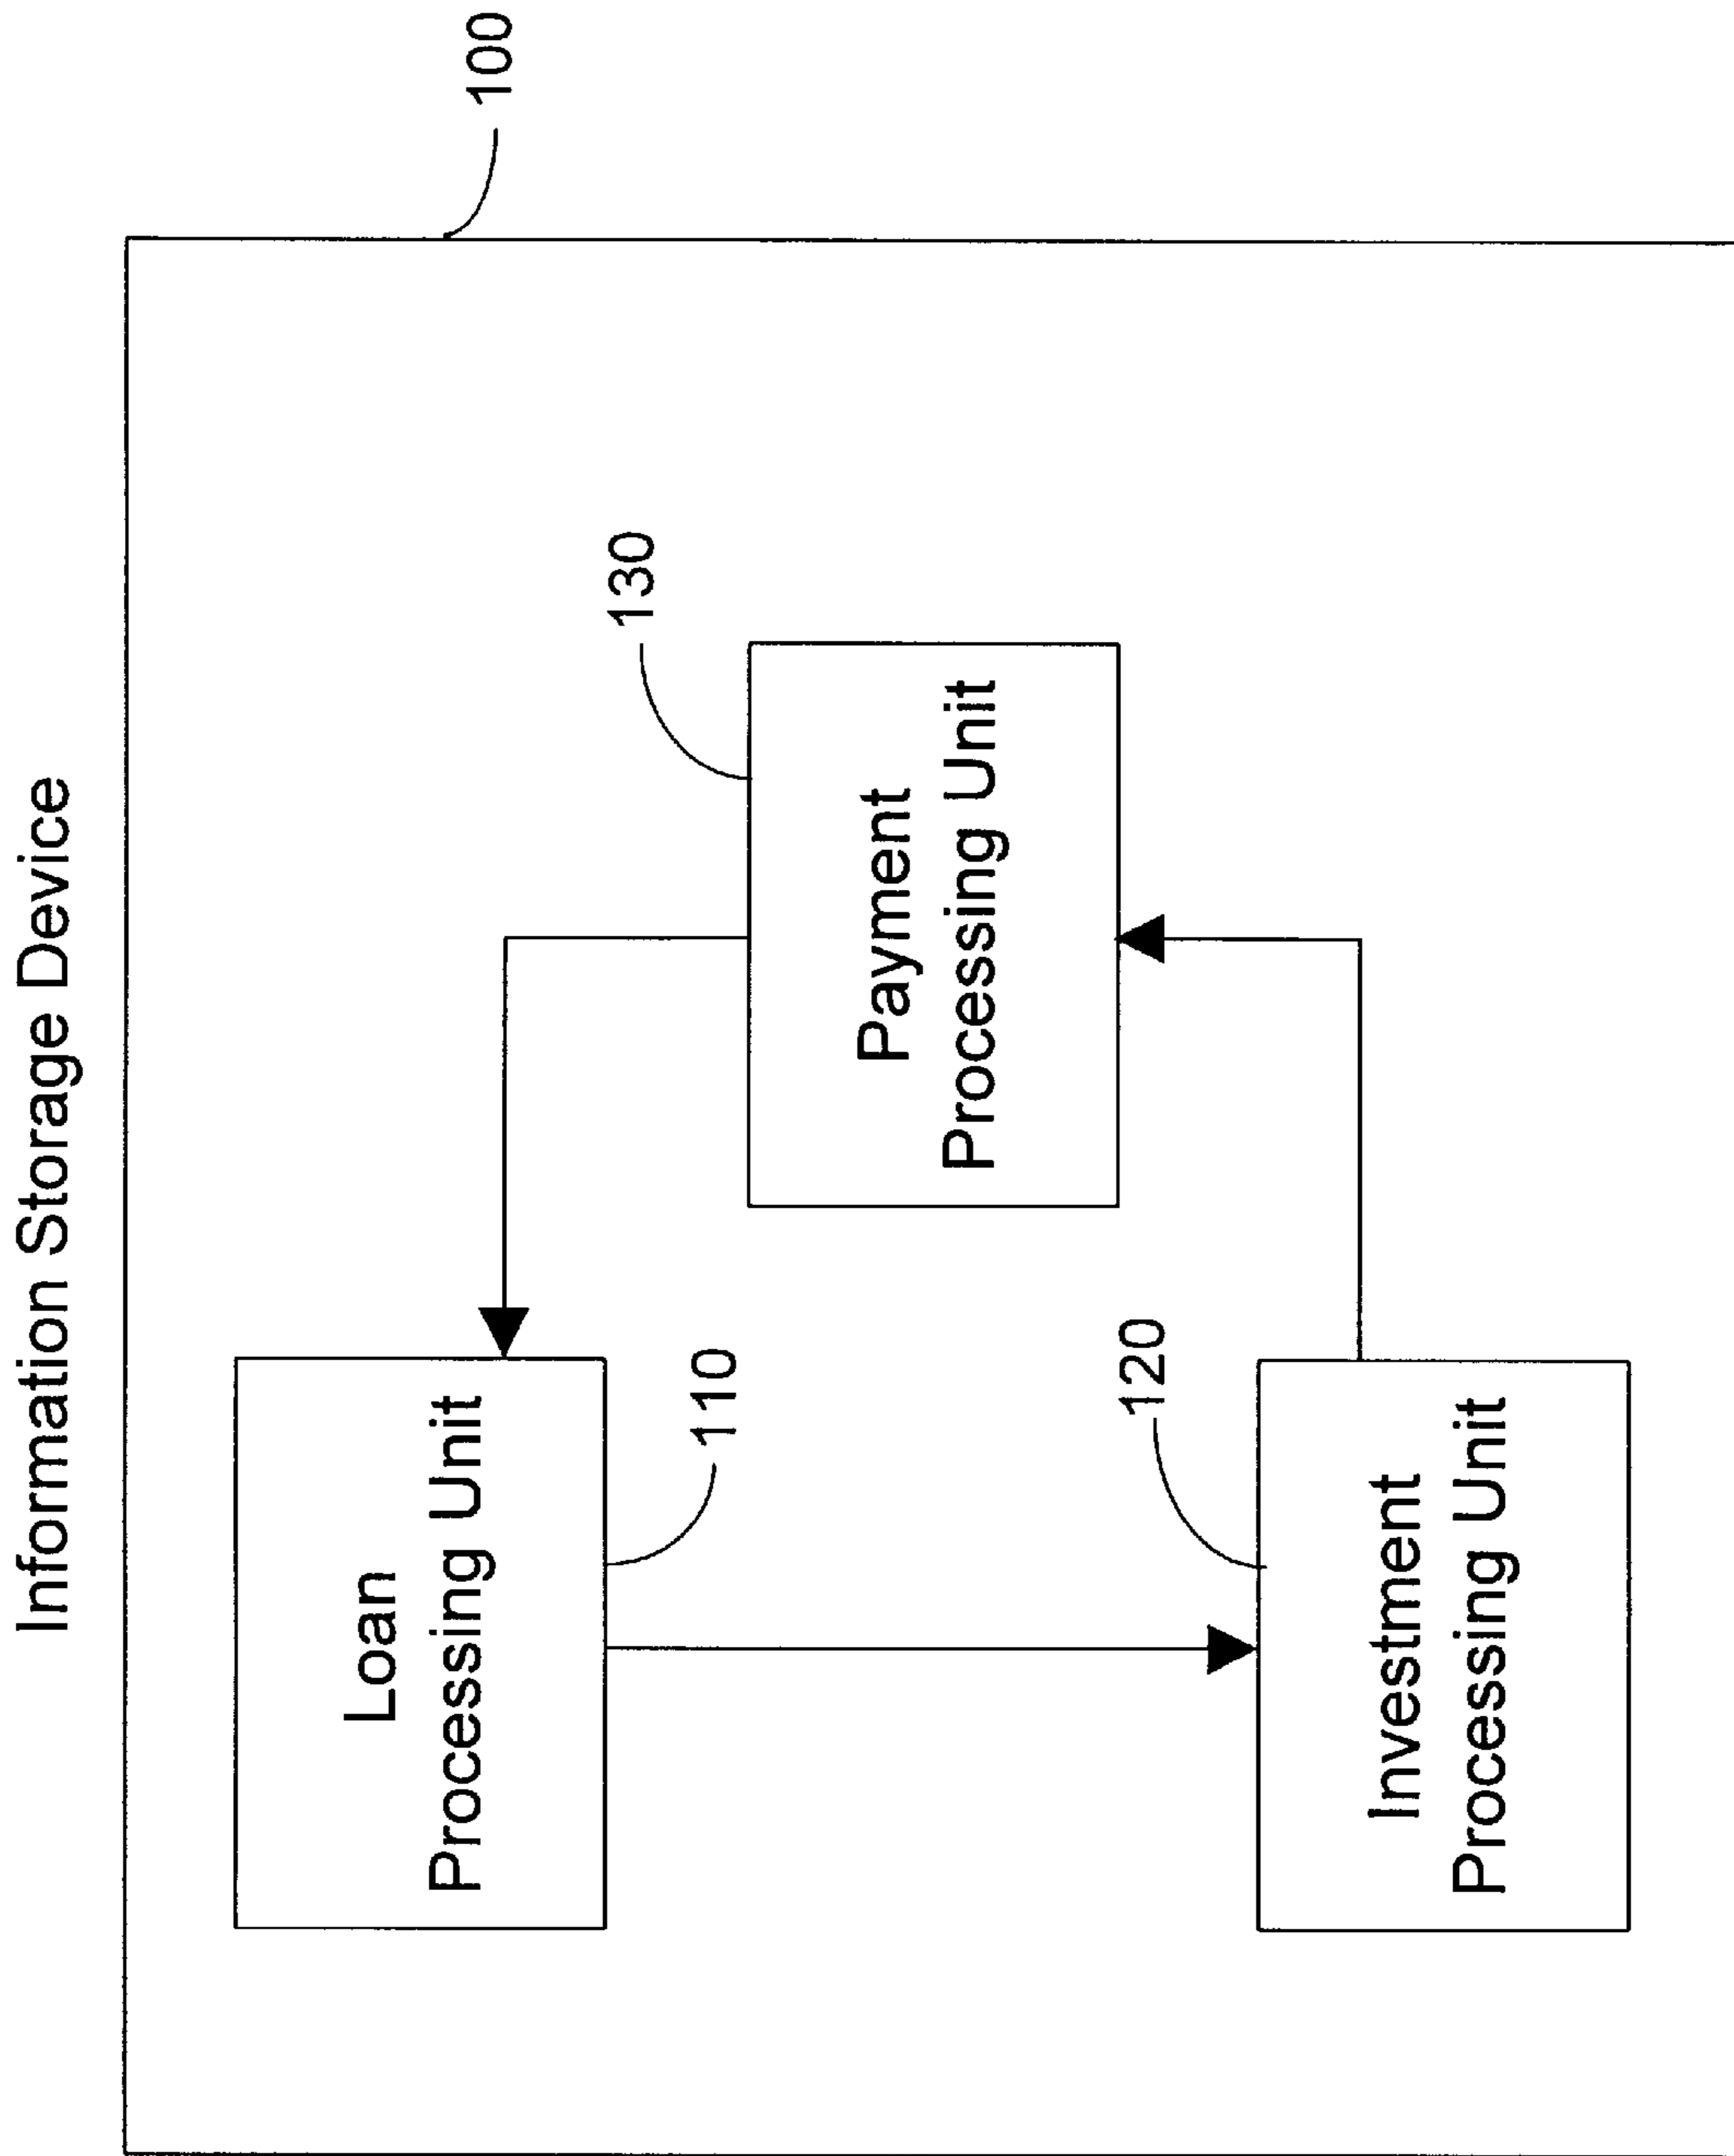 Information Storage Device
100
Loan
Processing Unit
110
130
Payment
Processing Unit
120
Investment
Processing Unit